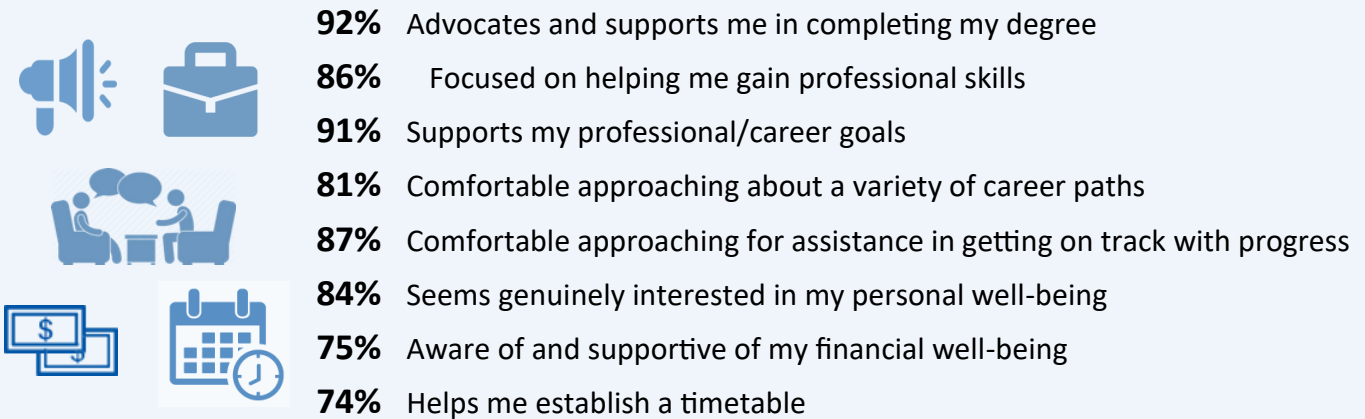 92% Advocates and supports me in completing my degree
86% Focused on helping me gain professional skills
91% Supports my professional/career goals
81% Comfortable approaching about a variety of career paths
87% Comfortable approaching for assistance in getting on track with progress
84% Seems genuinely interested in my personal well-being
$
$
75% Aware of and supportive of my financial well-being
74% Helps me establish a timetable